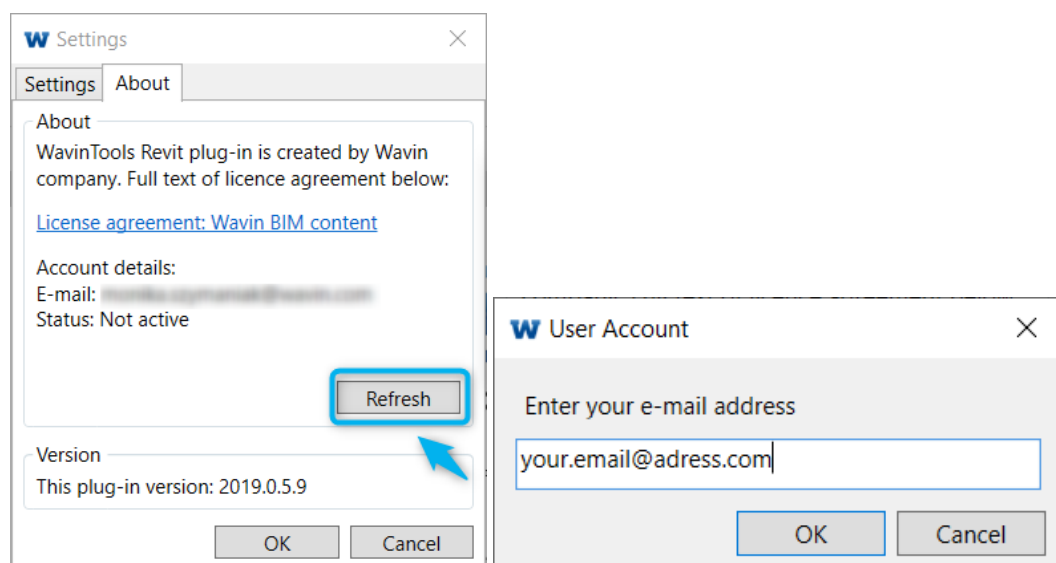 Settings
Settings About
About
WavinTools Revit plug-in is created by Wavin
company. Full text of licence agreement below:
License agreement: Wavin BIM content
Account details:
E-mail:
Status: Not active
Refresh
Version
This plug-in version: 2019.0.5.9
OK Cancel
User Account
Enter your e-mail address
your.email@adress.com
OK Cancel